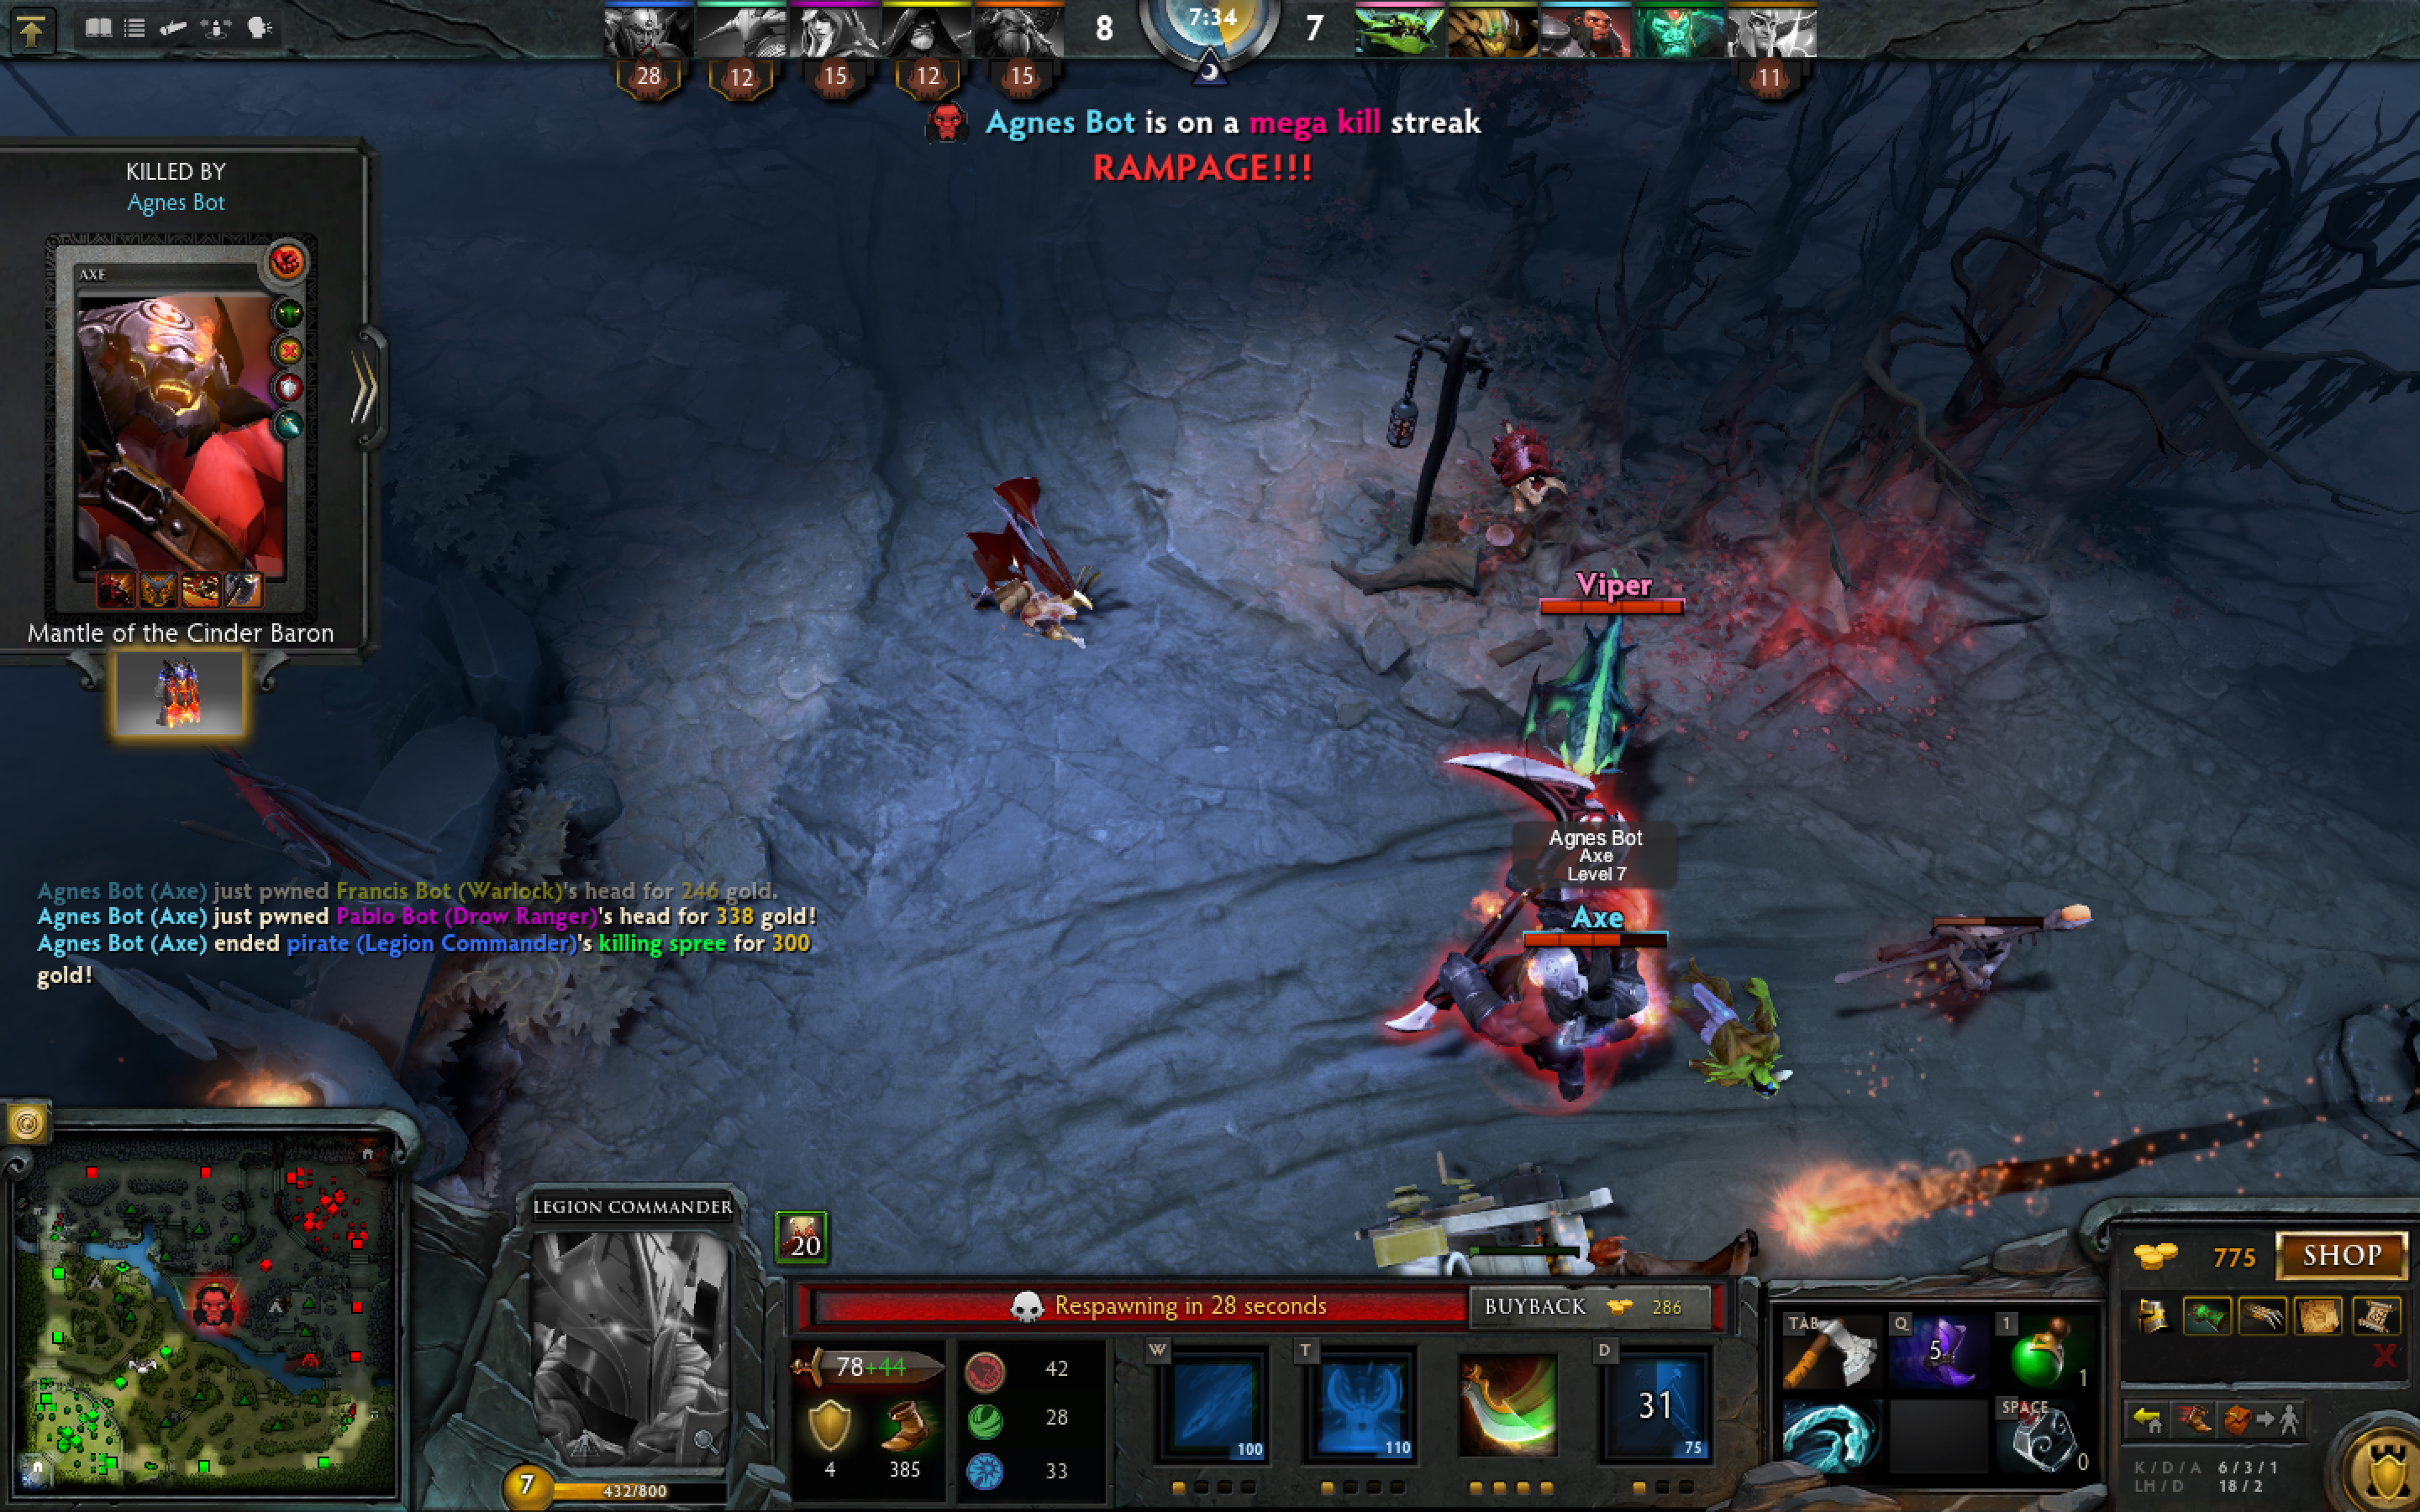 8
7:34
7
28
12
15
12
15
11
Agnes Bot is on a mega kill streak
RAMPAGE!!!
KILLED BY
Agnes Bot
AXE
Mantle of the Cinder Baron
Viper
Agnes Bot
Axe
Level 7
Axe
Agnes Bot (Axe) just pwned Francis Bot (Warlock)'s head for 246 gold.
Agnes Bot (Axe) just pwned Pablo Bot (Drow Ranger)'s head for 338 gold!
Agnes Bot (Axe) ended pirate (Legion Commander)'s killing spree for 300
gold!
LEGION COMMANDER
20
Respawning in 28 seconds
BUYBACK 286
78+44
4
385
42
28
33
W
100
T
110
D
31
75
7
432/800
TAB
Q
5
1
1
SPACE
0
775
SHOP
K / D / A 6 / 3 / 1
LH / D 18 / 2